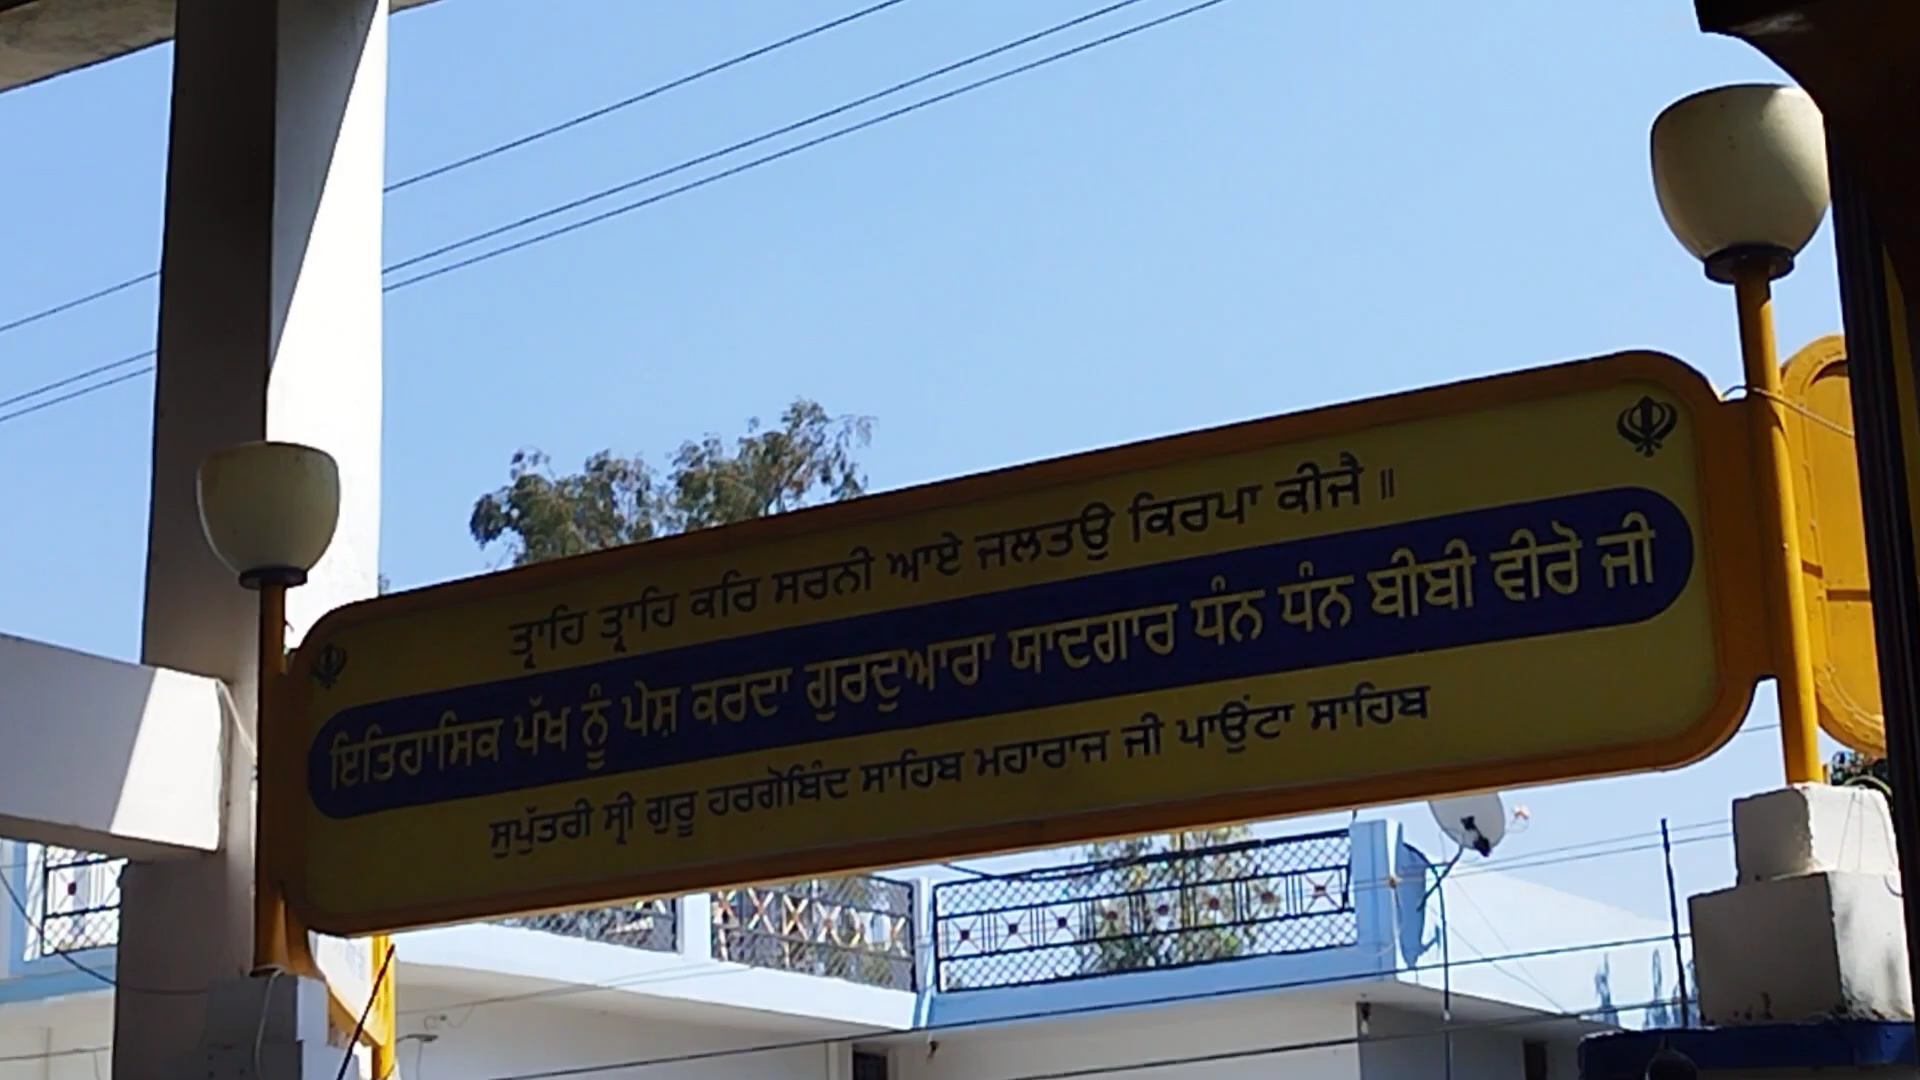 ਤ੍ਰਾਹਿ ਤ੍ਰਾਹਿ ਕਰਿ ਸਰਨੀ ਆਏ ਜਲਤਉ ਕਿਰਪਾ ਕੀਜੈ ॥
ਇਤਿਹਾਸਿਕ ਪੱਖ ਨੂੰ ਪੇਸ਼ ਕਰਦਾ ਗੁਰਦੁਆਰਾ ਯਾਦਗਾਰ ਧੰਨ ਧੰਨ ਬੀਬੀ ਵੀਰੋ ਜੀ
ਸੁਪੁੱਤਰੀ ਸ੍ਰੀ ਗੁਰੂ ਹਰਗੋਬਿੰਦ ਸਾਹਿਬ ਮਹਾਰਾਜ ਜੀ ਪਾਉਂਟਾ ਸਾਹਿਬ